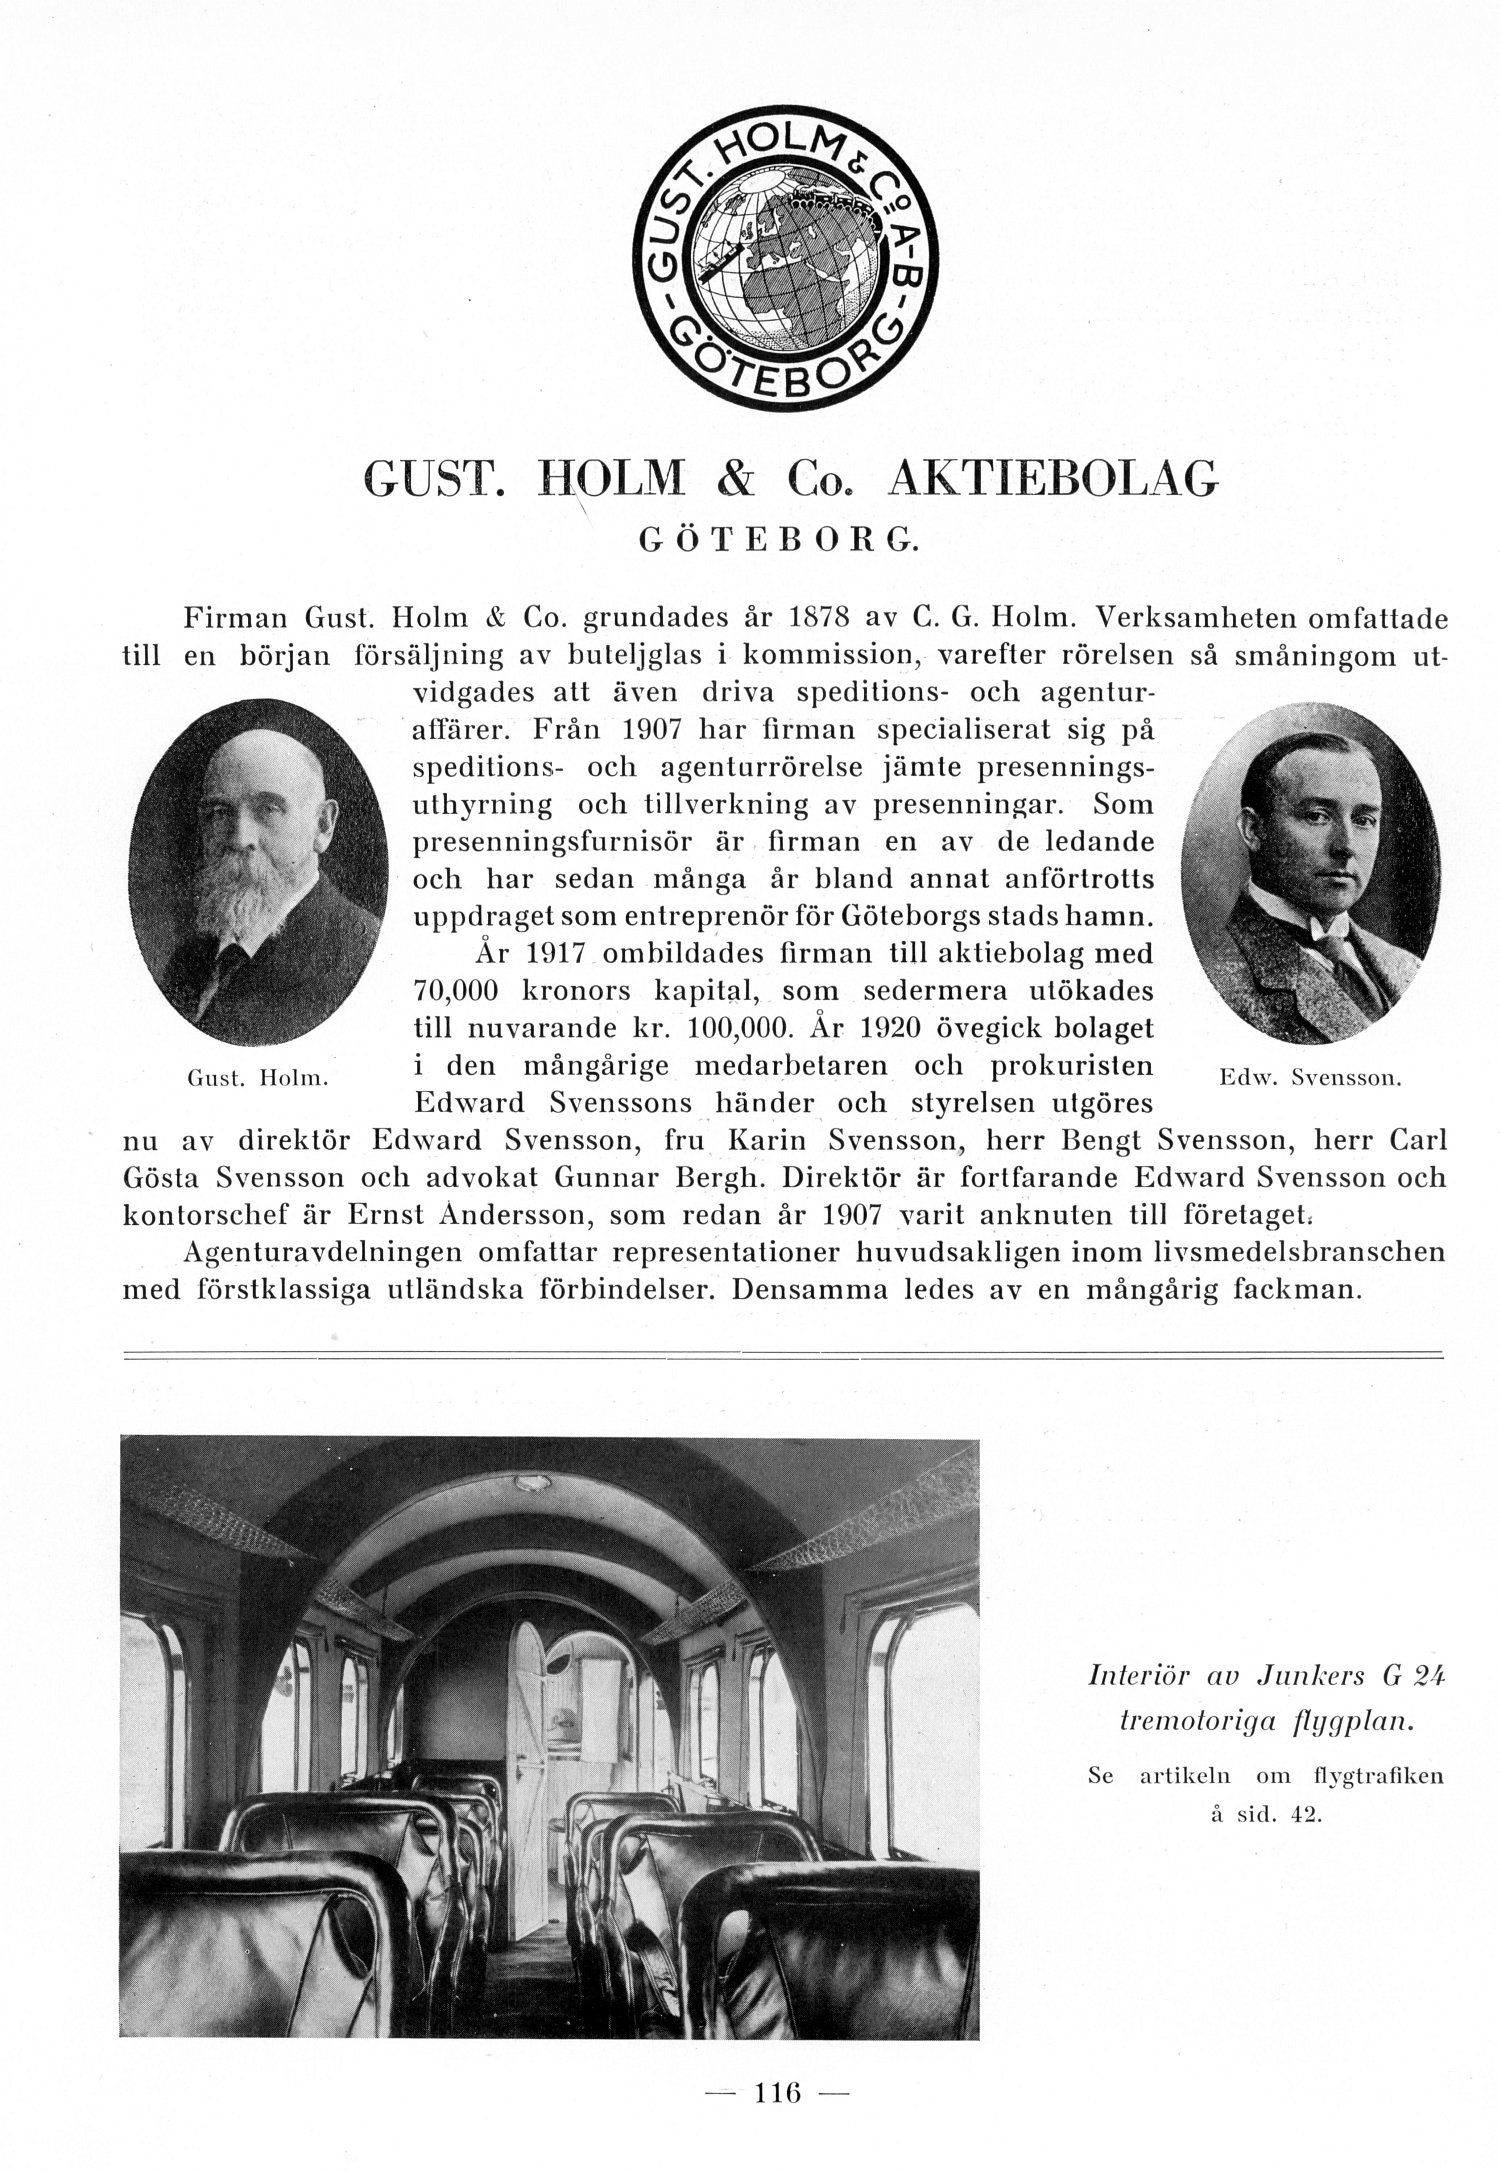 GUST. HOLM & Cº A-B
- GÖTEBORG -
GUST. HOLM & Co. AKTIEBOLAG
GÖTEBORG.
Firman Gust. Holm & Co. grundades år 1878 av C. G. Holm. Verksamheten omfattade
till en början försäljning av buteljglas i kommission, varefter rörelsen så småningom ut-
vidgades att även driva speditions- och agentur-
affärer. Från 1907 har firman specialiserat sig på
speditions- och agenturrörelse jämte presennings-
uthyrning och tillverkning av presenningar. Som
presenningsfurnisör är firman en av de ledande
och har sedan många år bland annat anförtrotts
uppdraget som entreprenör för Göteborgs stads hamn.
År 1917 ombildades firman till aktiebolag med
70,000 kronors kapital, som sedermera utökades
till nuvarande kr. 100,000. År 1920 övegick bolaget
i den mångårige medarbetaren och prokuristen
Edward Svenssons händer och styrelsen utgöres
Gust. Holm.
Edw. Svensson.
nu av direktör Edward Svensson, fru Karin Svensson, herr Bengt Svensson, herr Carl
Gösta Svensson och advokat Gunnar Bergh. Direktör är fortfarande Edward Svensson och
kontorschef är Ernst Andersson, som redan år 1907 varit anknuten till företaget.
Agenturavdelningen omfattar representationer huvudsakligen inom livsmedelsbranschen
med förstklassiga utländska förbindelser. Densamma ledes av en mångårig fackman.
Interiör av Junkers G 24
tremotoriga flygplan.
Se artikeln om flygtrafiken
å sid. 42.
— 116 —